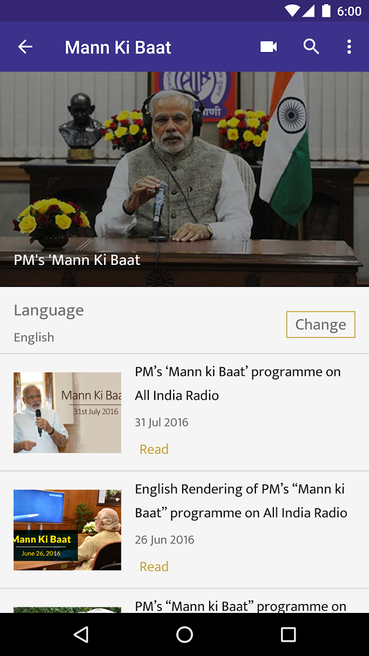 6:00
Mann Ki Baat
PM's 'Mann Ki Baat
Language
English
Change
PM's ‘Mann ki Baat’ programme on
All India Radio
31 Jul 2016
Read
Mann Ki Baa
31st July 2016
English Rendering of PM’s “Mann ki
Baat” programme on All India Radio
26 Jun 2016
Read
Mann Ki Baat
June 26, 2016
PM’s “Mann ki Baat” programme on